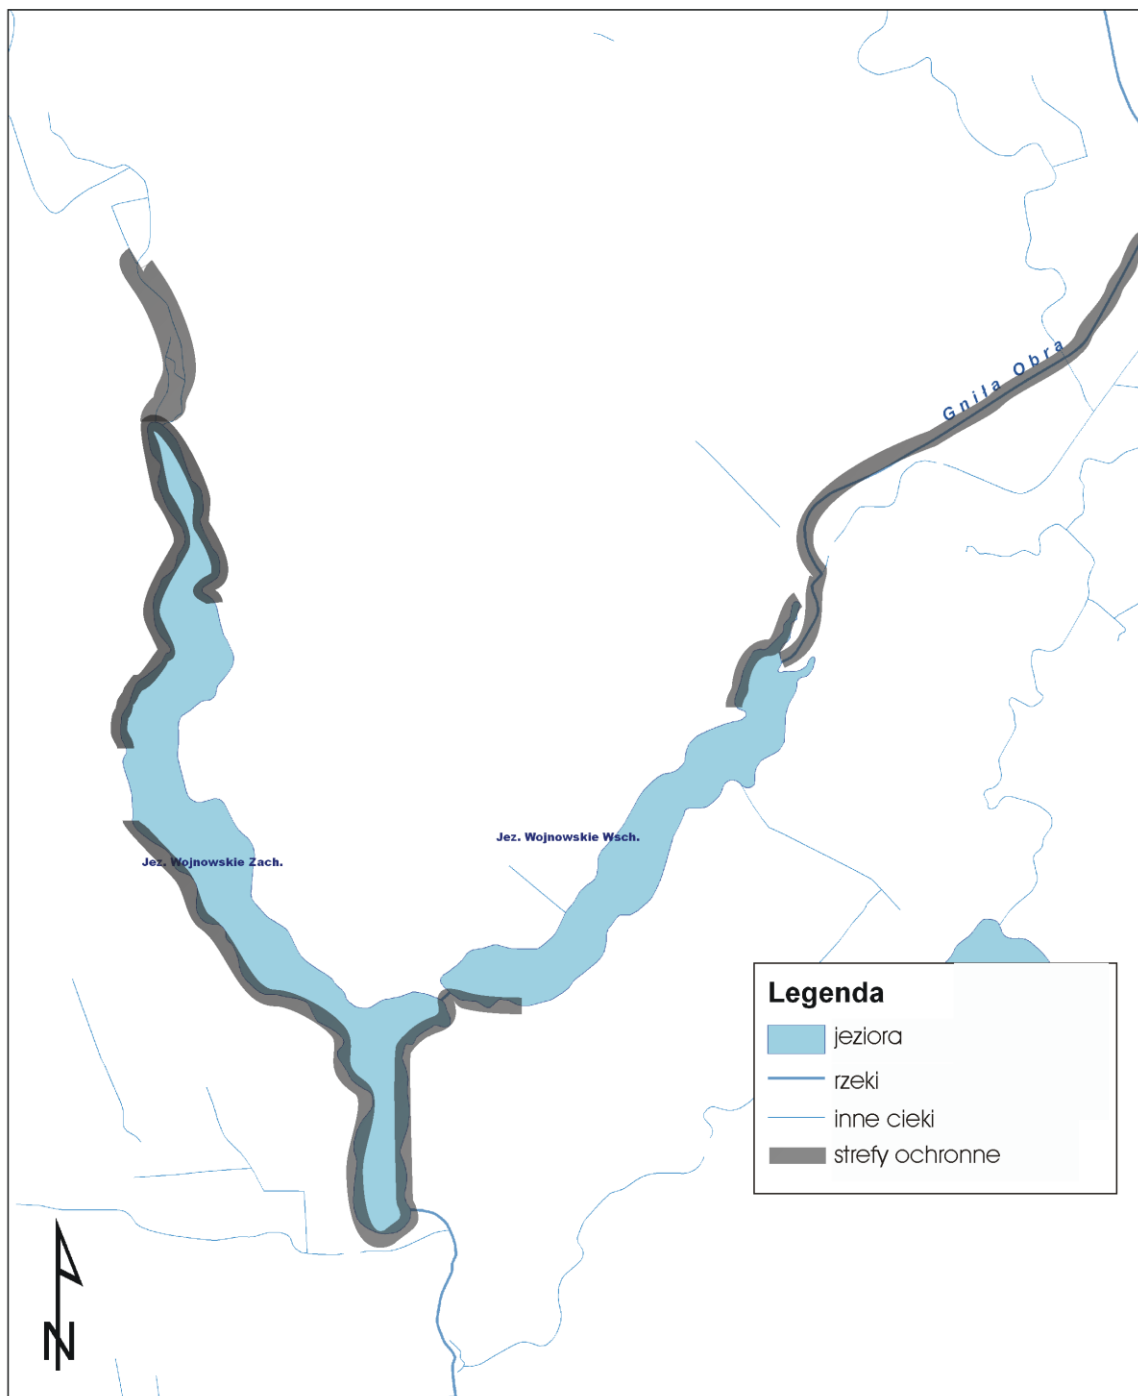 Gniła Obra
Jez. Wojnowskie Wsch.
Jez. Wojnowskie Zach.
Legenda
jeziora
rzeki
inne cieki
strefy ochronne
N